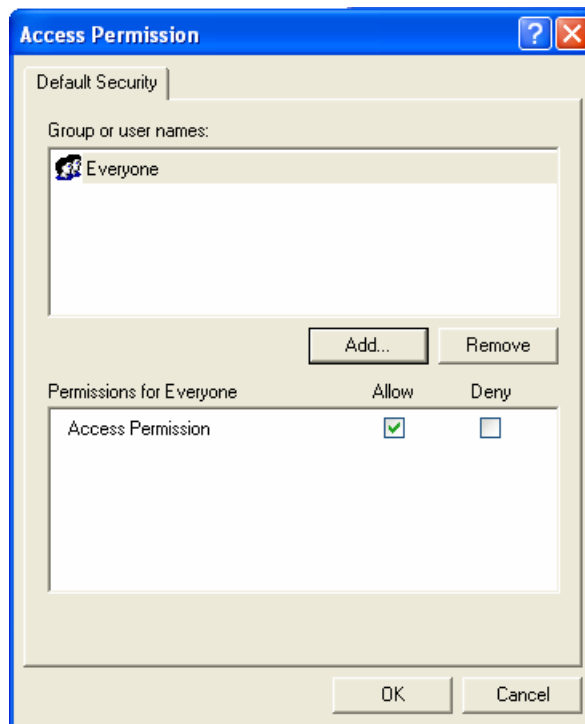 Access Permission
?
Default Security
Group or user names:
Everyone
Add... Remove
Permissions for Everyone Allow Deny
Access Permission
OK Cancel